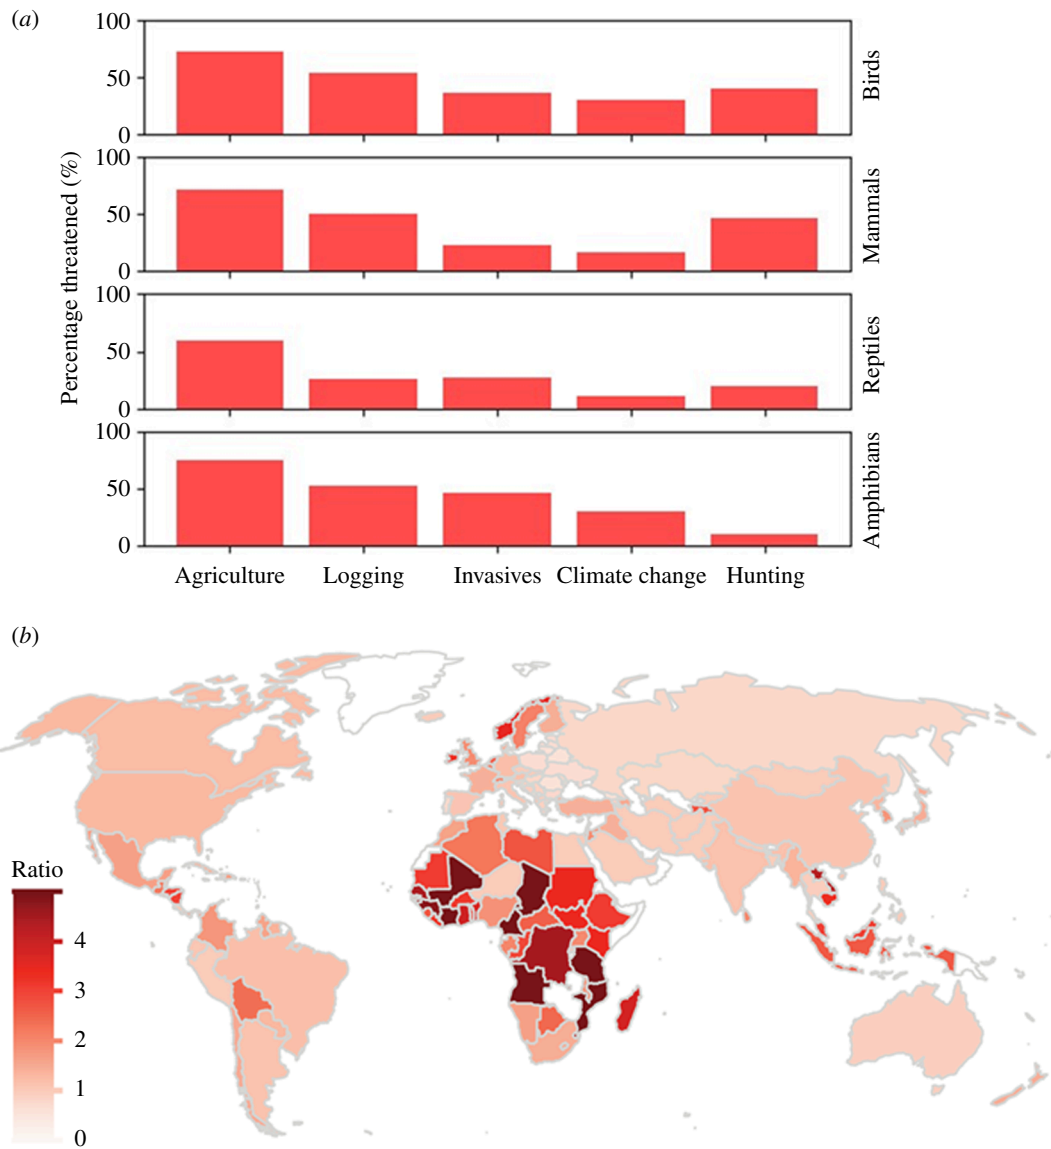 (a)
Percentage threatened (%)
100
50
0
Birds
100
50
0
Mammals
100
50
0
Reptiles
100
50
0
Amphibians
Agriculture Logging Invasives Climate change Hunting
(b)
Ratio
4
3
2
1
0